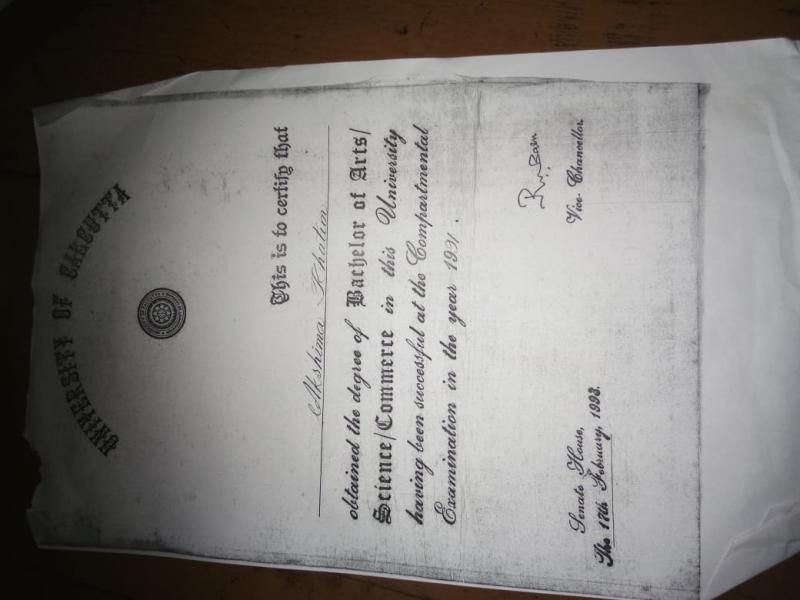 UNIVERSITY OF CALCUTTA
This is to certify that
Akshima Khatun
obtained the degree of Bachelor of Arts/
Science/Commerce in this University
having been successful at the Compartmental
Examination in the year 1991.
Vice-Chancellor.
Senate House,
The 17th February, 1993.